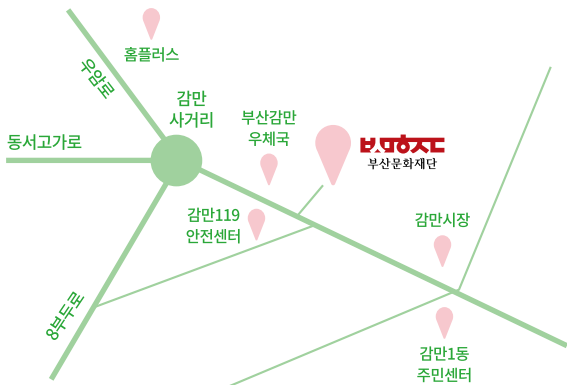 홈플러스
우암로
감만
사거리
부산감만
우체국
동서고가로
부산문화재단
감만119
안전센터
감만시장
8부두로
감만1동
주민센터